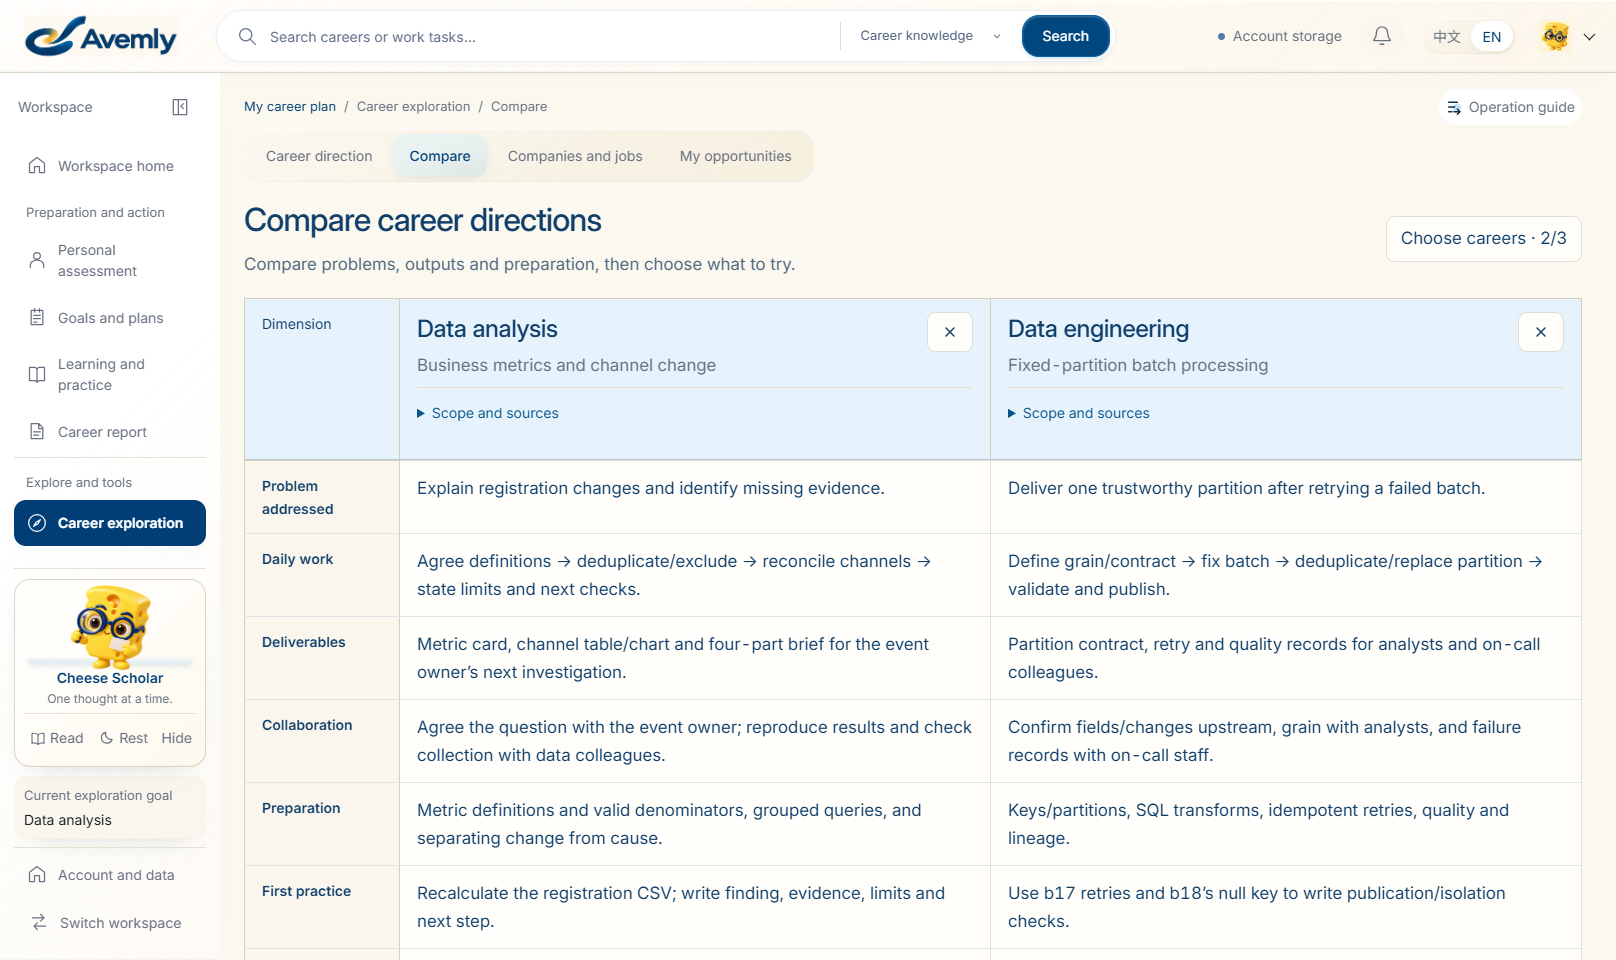 Avemly
Search careers or work tasks...
Career knowledge
Search
Account storage
中文
EN
Workspace
Workspace home
Preparation and action
Personal
assessment
Goals and plans
Learning and
practice
Career report
Explore and tools
Career exploration
Cheese Scholar
One thought at a time.
Read
Rest
Hide
Current exploration goal
Data analysis
Account and data
Switch workspace
My career plan / Career exploration / Compare
Operation guide
Career direction
Compare
Companies and jobs
My opportunities
Compare career directions
Compare problems, outputs and preparation, then choose what to try.
Choose careers · 2/3
Dimension
Data analysis
Business metrics and channel change
Scope and sources
Data engineering
Fixed-partition batch processing
Scope and sources
Problem
addressed
Explain registration changes and identify missing evidence.
Deliver one trustworthy partition after retrying a failed batch.
Daily work
Agree definitions → deduplicate/exclude → reconcile channels →
state limits and next checks.
Define grain/contract → fix batch → deduplicate/replace partition →
validate and publish.
Deliverables
Metric card, channel table/chart and four-part brief for the event
owner's next investigation.
Partition contract, retry and quality records for analysts and on-call
colleagues.
Collaboration
Agree the question with the event owner; reproduce results and check
collection with data colleagues.
Confirm fields/changes upstream, grain with analysts, and failure
records with on-call staff.
Preparation
Metric definitions and valid denominators, grouped queries, and
separating change from cause.
Keys/partitions, SQL transforms, idempotent retries, quality and
lineage.
First practice
Recalculate the registration CSV; write finding, evidence, limits and
next step.
Use b17 retries and b18's null key to write publication/isolation
checks.